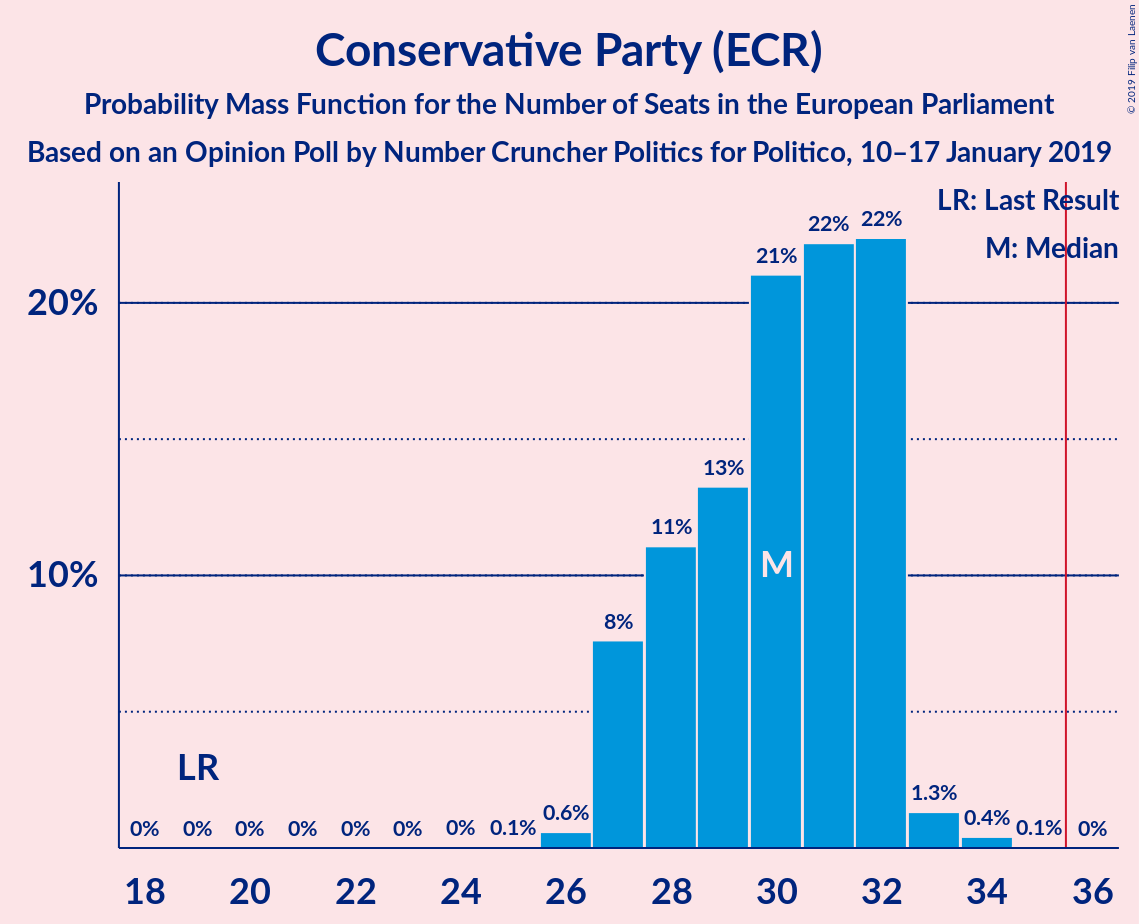 Conservative Party (ECR)
Probability Mass Function for the Number of Seats in the European Parliament
Based on an Opinion Poll by Number Cruncher Politics for Politico, 10–17 January 2019
© 2019 Filip van Laenen
LR: Last Result
M: Median
20%
10%
0% 0% 0% 0% 0% 0% 0% 0.1% 0.6% 8% 11% 13% 21% 22% 22% 1.3% 0.4% 0.1% 0%
LR
M
18 20 22 24 26 28 30 32 34 36